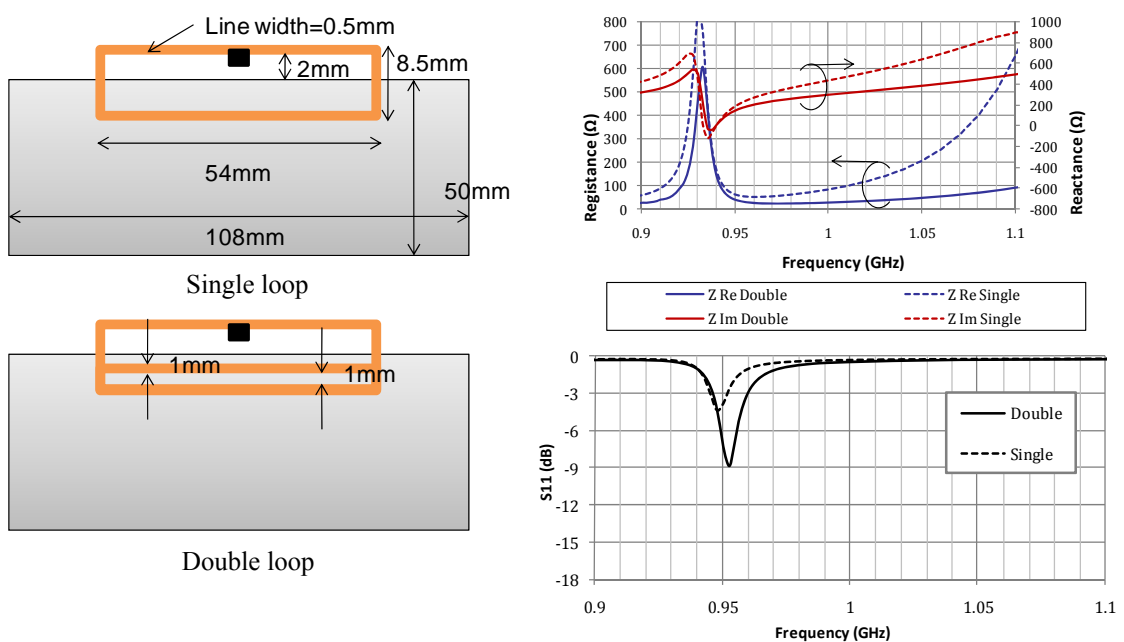 Line width=0.5mm
2mm
8.5mm
54mm
50mm
108mm
Single loop
1mm
1mm
Double loop
800
700
600
500
400
300
200
100
0
Registance (Ω)
1000
800
600
400
200
0
-200
-400
-600
-800
Reactance (Ω)
0.9
0.95
1
1.05
1.1
Frequency (GHz)
Z Re Double
Z Re Single
Z Im Double
Z Im Single
0
-3
-6
-9
-12
-15
-18
S11 (dB)
Double
Single
0.9
0.95
1
1.05
1.1
Frequency (GHz)